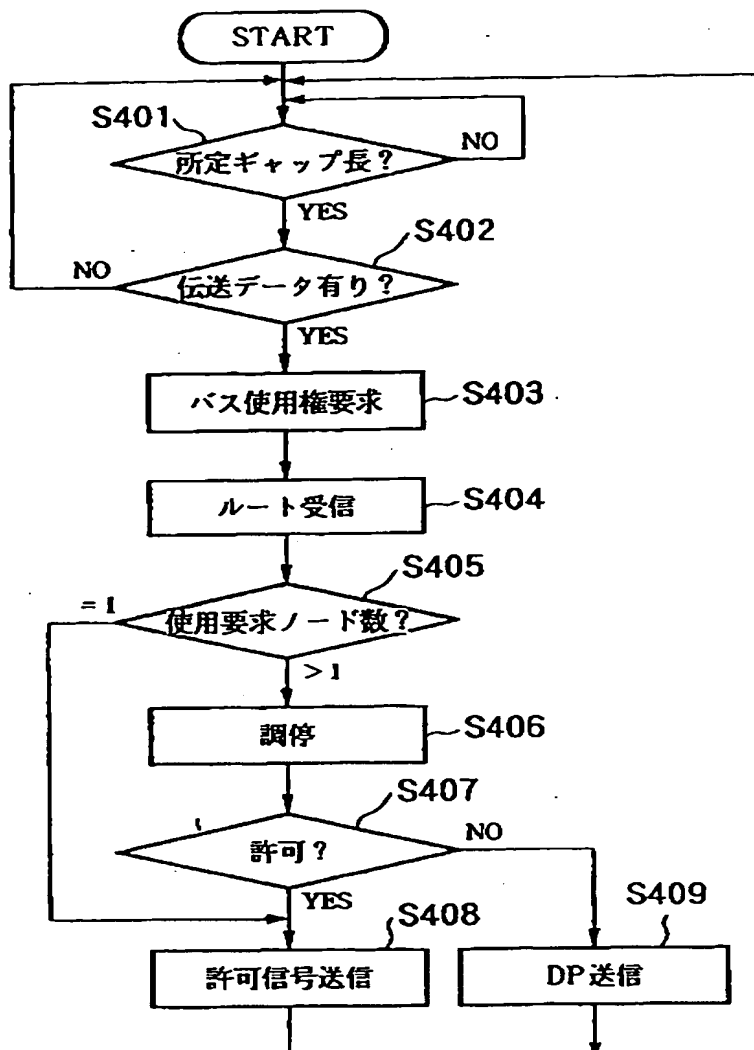 START
S401
所定ギャップ長?
NO
YES
S402
NO
伝送データ有り?
YES
バス使用権要求
S403
ルート受信
S404
S405
=1
使用要求ノード数?
>1
調停
S406
S407
許可?
NO
YES
S408
S409
許可信号送信
DP送信